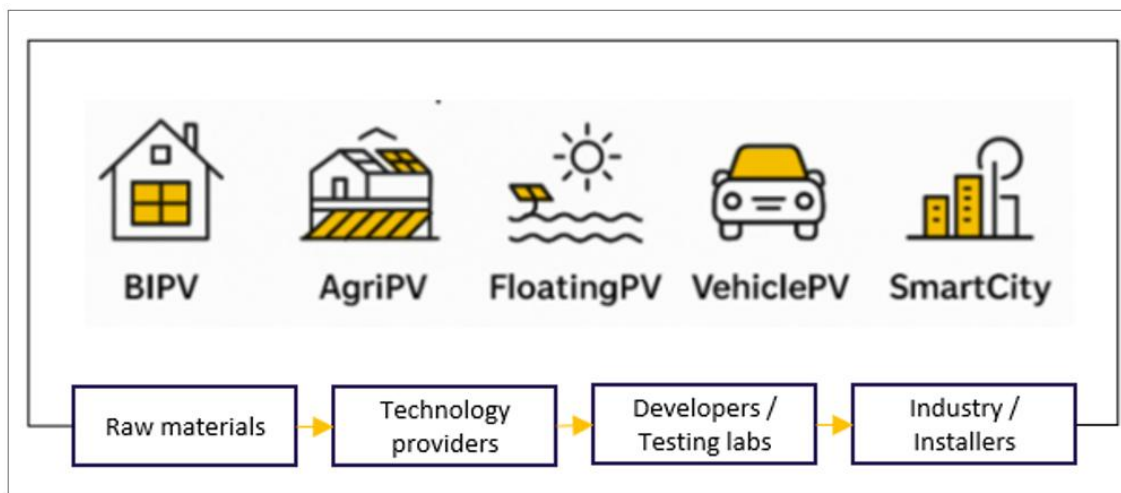 BIPV
AgriPV
FloatingPV
VehiclePV
SmartCity
Raw materials
Technology
providers
Developers /
Testing labs
Industry /
Installers